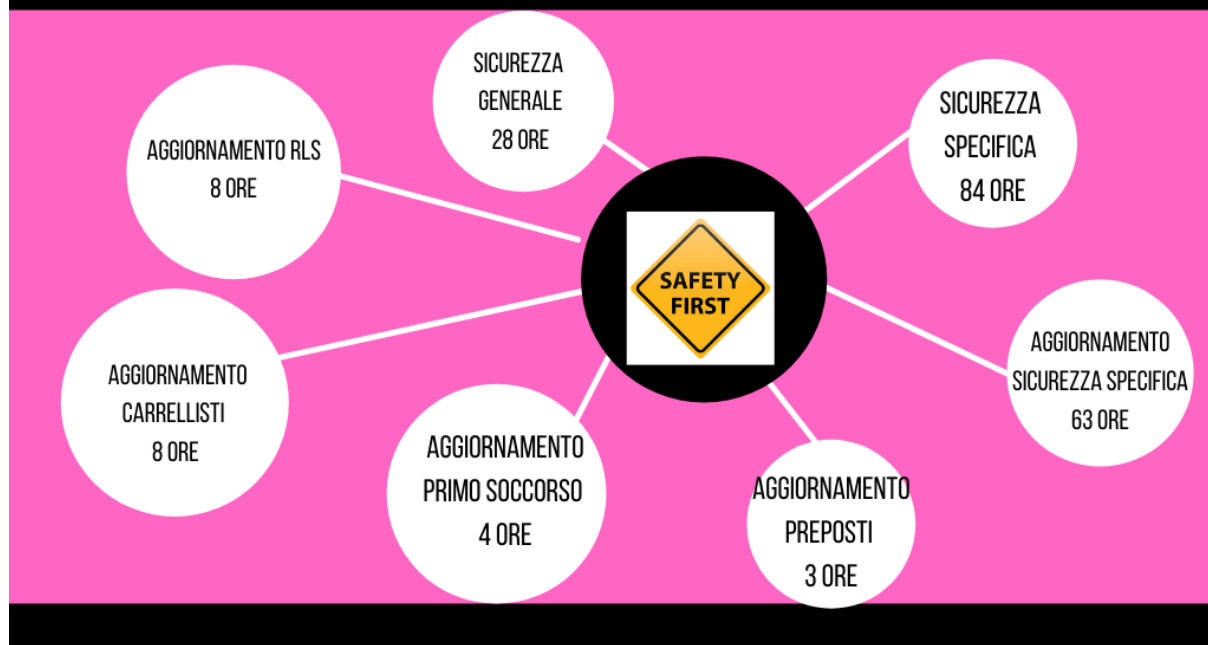 SICUREZZA
GENERALE
28 ORE
SICUREZZA
SPECIFICA
84 ORE
AGGIORNAMENTO RLS
8 ORE
SAFETY
FIRST
AGGIORNAMENTO
SICUREZZA SPECIFICA
63 ORE
AGGIORNAMENTO
CARRELLISTI
8 ORE
AGGIORNAMENTO
PRIMO SOCCORSO
4 ORE
AGGIORNAMENTO
PREPOSTI
3 ORE